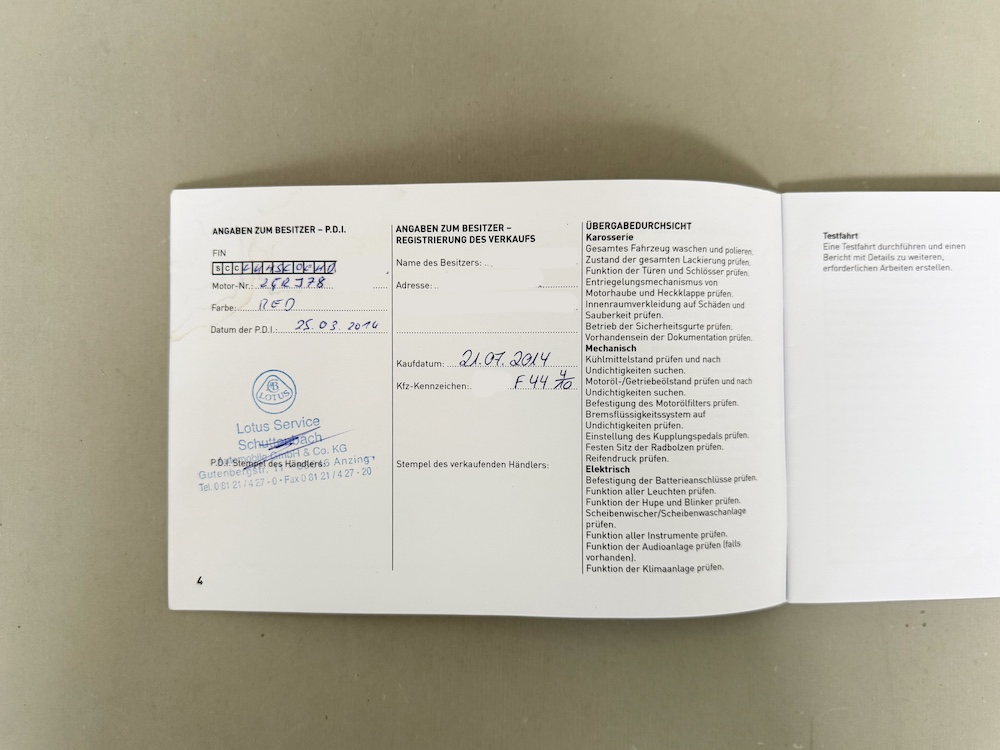 ANGABEN ZUM BESITZER – P.D.I.
FIN
SCC
Motor-Nr.: 2GRJ78
Farbe: RED
Datum der P.D.I.: 25.03.2014
LOTUS
Lotus Service
Automobile GmbH & Co. KG
P.D.I. Stempel des Händlers:
Gutenbergstr. Anzing
Tel. 0 81 21 / 4 27 - 0 • Fax 0 81 21 / 4 27 - 20
4
ANGABEN ZUM BESITZER –
REGISTRIERUNG DES VERKAUFS
Name des Besitzers:
Adresse:
Kaufdatum: 21.07.2014
Kfz-Kennzeichen: F 44 4/10
Stempel des verkaufenden Händlers:
ÜBERGABEDURCHSICHT
Karosserie
Gesamtes Fahrzeug waschen und polieren.
Zustand der gesamten Lackierung prüfen.
Funktion der Türen und Schlösser prüfen.
Entriegelungsmechanismus von
Motorhaube und Heckklappe prüfen.
Innenraumverkleidung auf Schäden und
Sauberkeit prüfen.
Betrieb der Sicherheitsgurte prüfen.
Vorhandensein der Dokumentation prüfen.
Mechanisch
Kühlmittelstand prüfen und nach
Undichtigkeiten suchen.
Motoröl-/Getriebeölstand prüfen und nach
Undichtigkeiten suchen.
Befestigung des Motorölfilters prüfen.
Bremsflüssigkeitssystem auf
Undichtigkeiten prüfen.
Einstellung des Kupplungspedals prüfen.
Festen Sitz der Radbolzen prüfen.
Reifendruck prüfen.
Elektrisch
Befestigung der Batterieanschlüsse prüfen.
Funktion aller Leuchten prüfen.
Funktion der Hupe und Blinker prüfen.
Scheibenwischer/Scheibenwaschanlage
prüfen.
Funktion aller Instrumente prüfen.
Funktion der Audioanlage prüfen (falls
vorhanden).
Funktion der Klimaanlage prüfen.
Testfahrt
Eine Testfahrt durchführen und einen
Bericht mit Details zu weiteren,
erforderlichen Arbeiten erstellen.